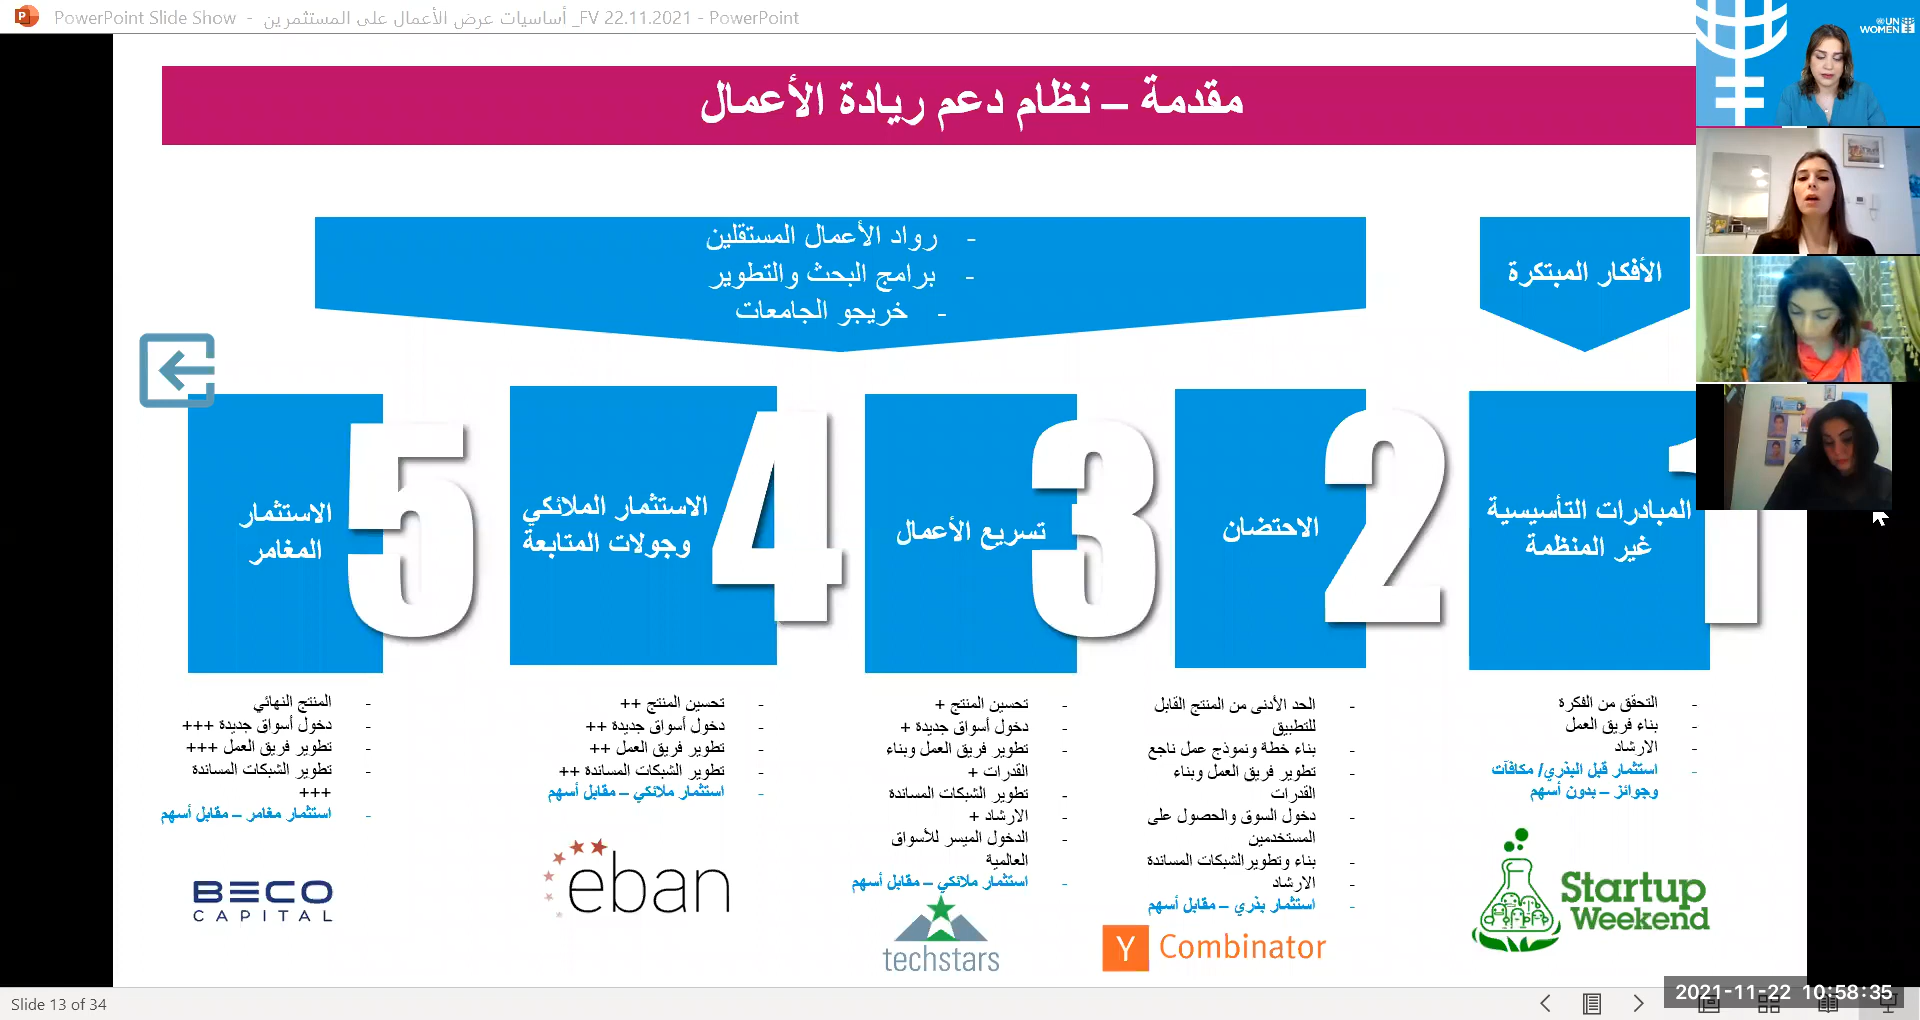 PowerPoint Slide Show - أساسيات عرض الأعمال على المستثمرين _FV 22.11.2021 - PowerPoint
UN
WOMEN
مقدمة – نظام دعم ريادة الأعمال
الأفكار المبتكرة
- رواد الأعمال المستقلين
- برامج البحث والتطوير
- خريجو الجامعات
1
المبادرات التأسيسية
غير المنظمة
2
الاحتضان
3
تسريع الأعمال
4
الاستثمار الملائكي
وجولات المتابعة
5
الاستثمار
المغامر
- التحقق من الفكرة
- بناء فريق العمل
- الارشاد
- استثمار قبل البذري/ مكافآت
وجوائز – بدون أسهم
Startup
Weekend
- الحد الأدنى من المنتج القابل
للتطبيق
- بناء خطة ونموذج عمل ناجع
- تطوير فريق العمل وبناء
القدرات
- دخول السوق والحصول على
المستخدمين
- بناء وتطويرالشبكات المساندة
- الارشاد
- استثمار بذري – مقابل أسهم
Y Combinator
- تحسين المنتج +
- دخول أسواق جديدة +
- تطوير فريق العمل وبناء
القدرات +
- تطوير الشبكات المساندة
- الارشاد +
- الدخول الميسر للأسواق
العالمية
- استثمار ملائكي – مقابل أسهم
techstars
- تحسين المنتج ++
- دخول أسواق جديدة ++
- تطوير فريق العمل ++
- تطوير الشبكات المساندة ++
- استثمار ملائكي – مقابل أسهم
eban
- المنتج النهائي
- دخول أسواق جديدة +++
- تطوير فريق العمل +++
- تطوير الشبكات المساندة
+++
- استثمار مغامر – مقابل أسهم
BECO
CAPITAL
Slide 13 of 34
2021-11-22 10:58:35